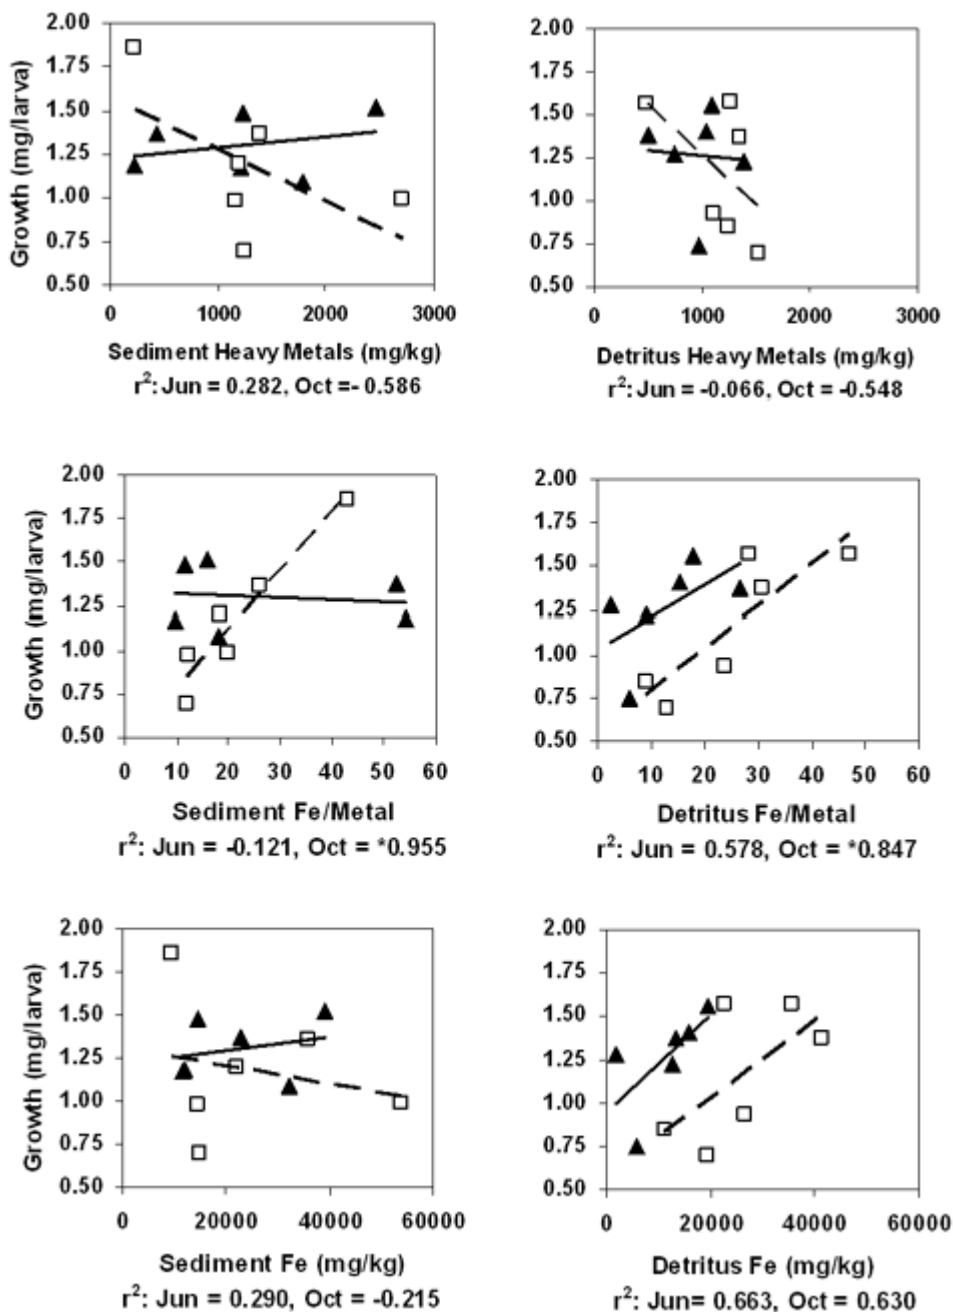 2.00
1.75
1.50
1.25
1.00
0.75
0.50
Growth (mg/larva)
0 1000 2000 3000
Sediment Heavy Metals (mg/kg)
r²: Jun = 0.282, Oct =- 0.586
2.00
1.75
1.50
1.25
1.00
0.75
0.50
0 1000 2000 3000
Detritus Heavy Metals (mg/kg)
r²: Jun = -0.066, Oct = -0.548
2.00
1.75
1.50
1.25
1.00
0.75
0.50
Growth (mg/larva)
0 10 20 30 40 50 60
Sediment Fe/Metal
r²: Jun = -0.121, Oct = *0.955
2.00
1.75
1.50
1.25
1.00
0.75
0.50
0 10 20 30 40 50 60
Detritus Fe/Metal
r²: Jun = 0.578, Oct = *0.847
2.00
1.75
1.50
1.25
1.00
0.75
0.50
Growth (mg/larva)
0 20000 40000 60000
Sediment Fe (mg/kg)
r²: Jun = 0.290, Oct = -0.215
2.00
1.75
1.50
1.25
1.00
0.75
0.50
0 20000 40000 60000
Detritus Fe (mg/kg)
r²: Jun= 0.663, Oct = 0.630